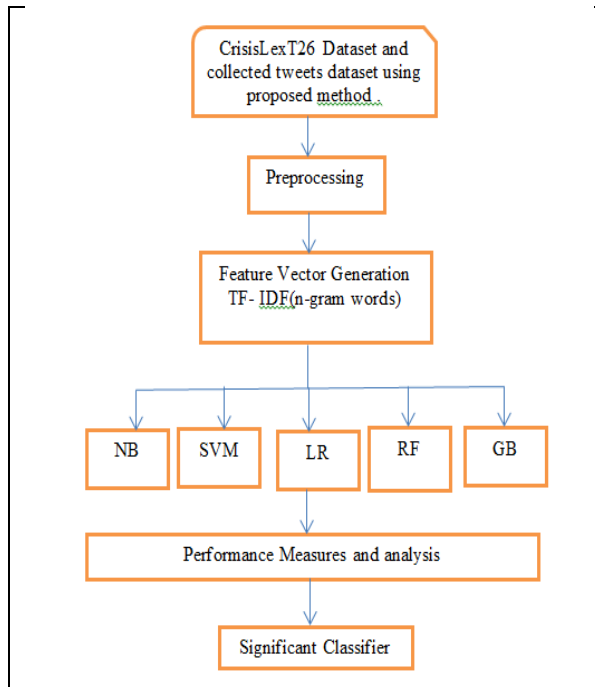 CrisisLexT26 Dataset and
collected tweets dataset using
proposed method .
Preprocessing
Feature Vector Generation
TF- IDF(n-gram words)
NB
SVM
LR
RF
GB
Performance Measures and analysis
Significant Classifier